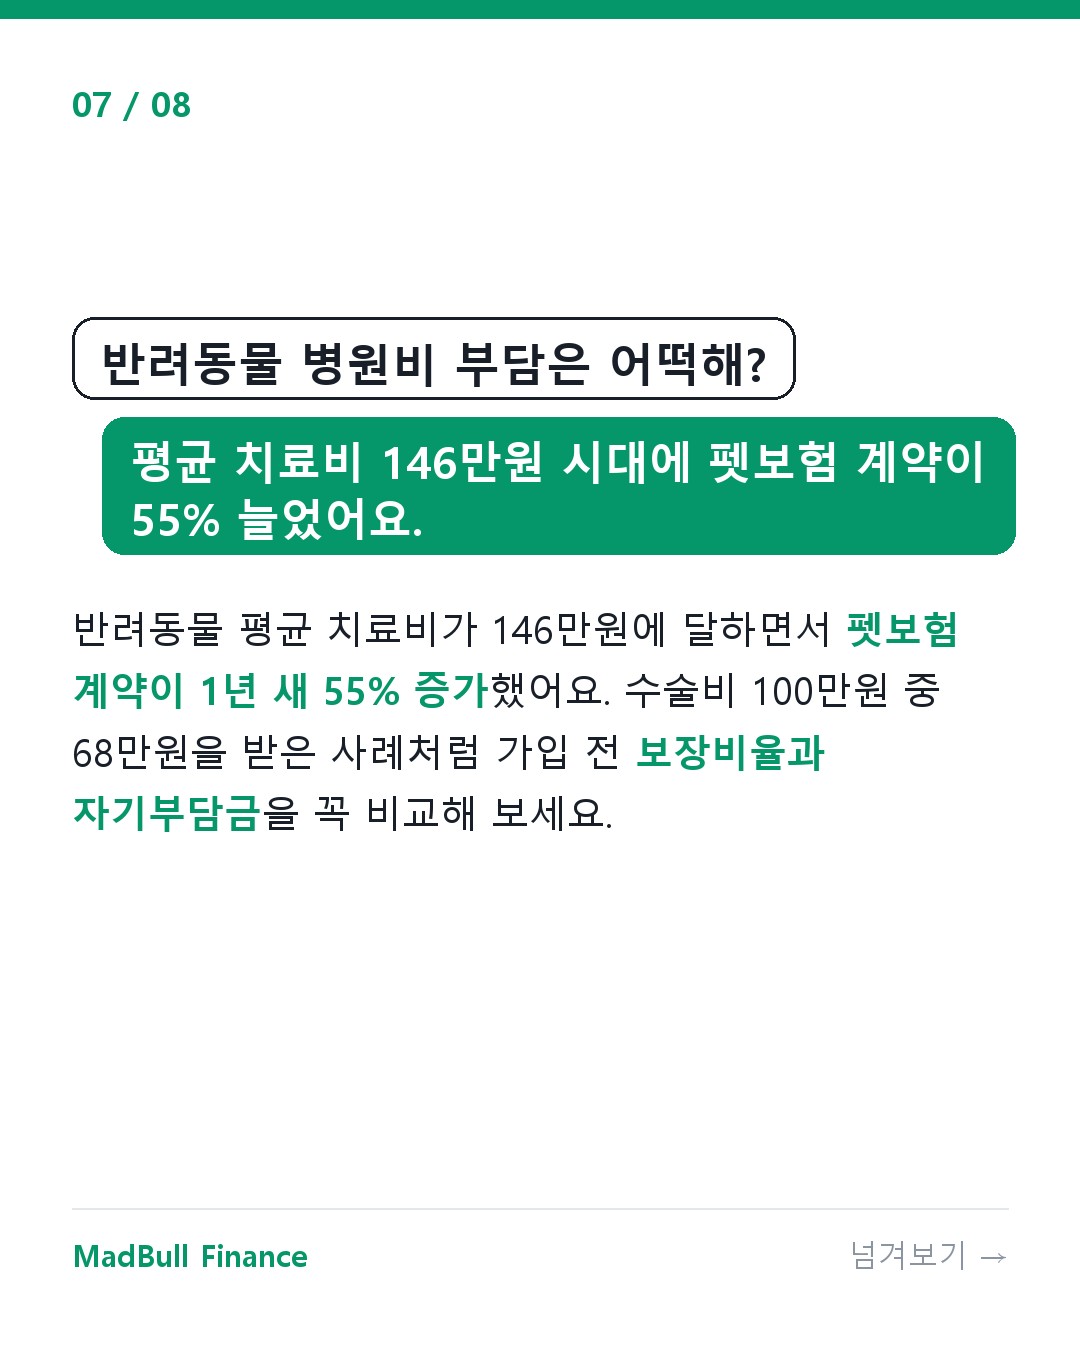 07 / 08
반려동물 병원비 부담은 어떡해?
평균 치료비 146만원 시대에 펫보험 계약이
55% 늘었어요.
반려동물 평균 치료비가 146만원에 달하면서 펫보험
계약이 1년 새 55% 증가했어요. 수술비 100만원 중
68만원을 받은 사례처럼 가입 전 보장비율과
자기부담금을 꼭 비교해 보세요.
MadBull Finance
넘겨보기 →